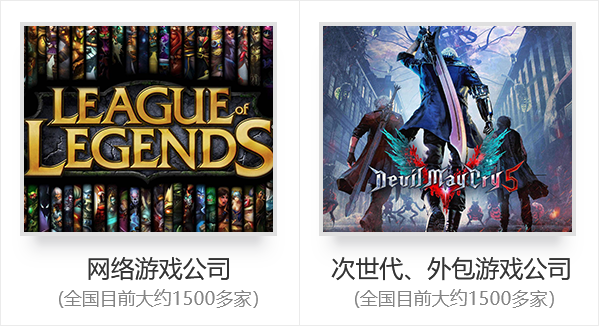 LEAGUE of
LEGENDS
Devil May Cry 5
网络游戏公司
(全国目前大约1500多家)
次世代、外包游戏公司
(全国目前大约1500多家)